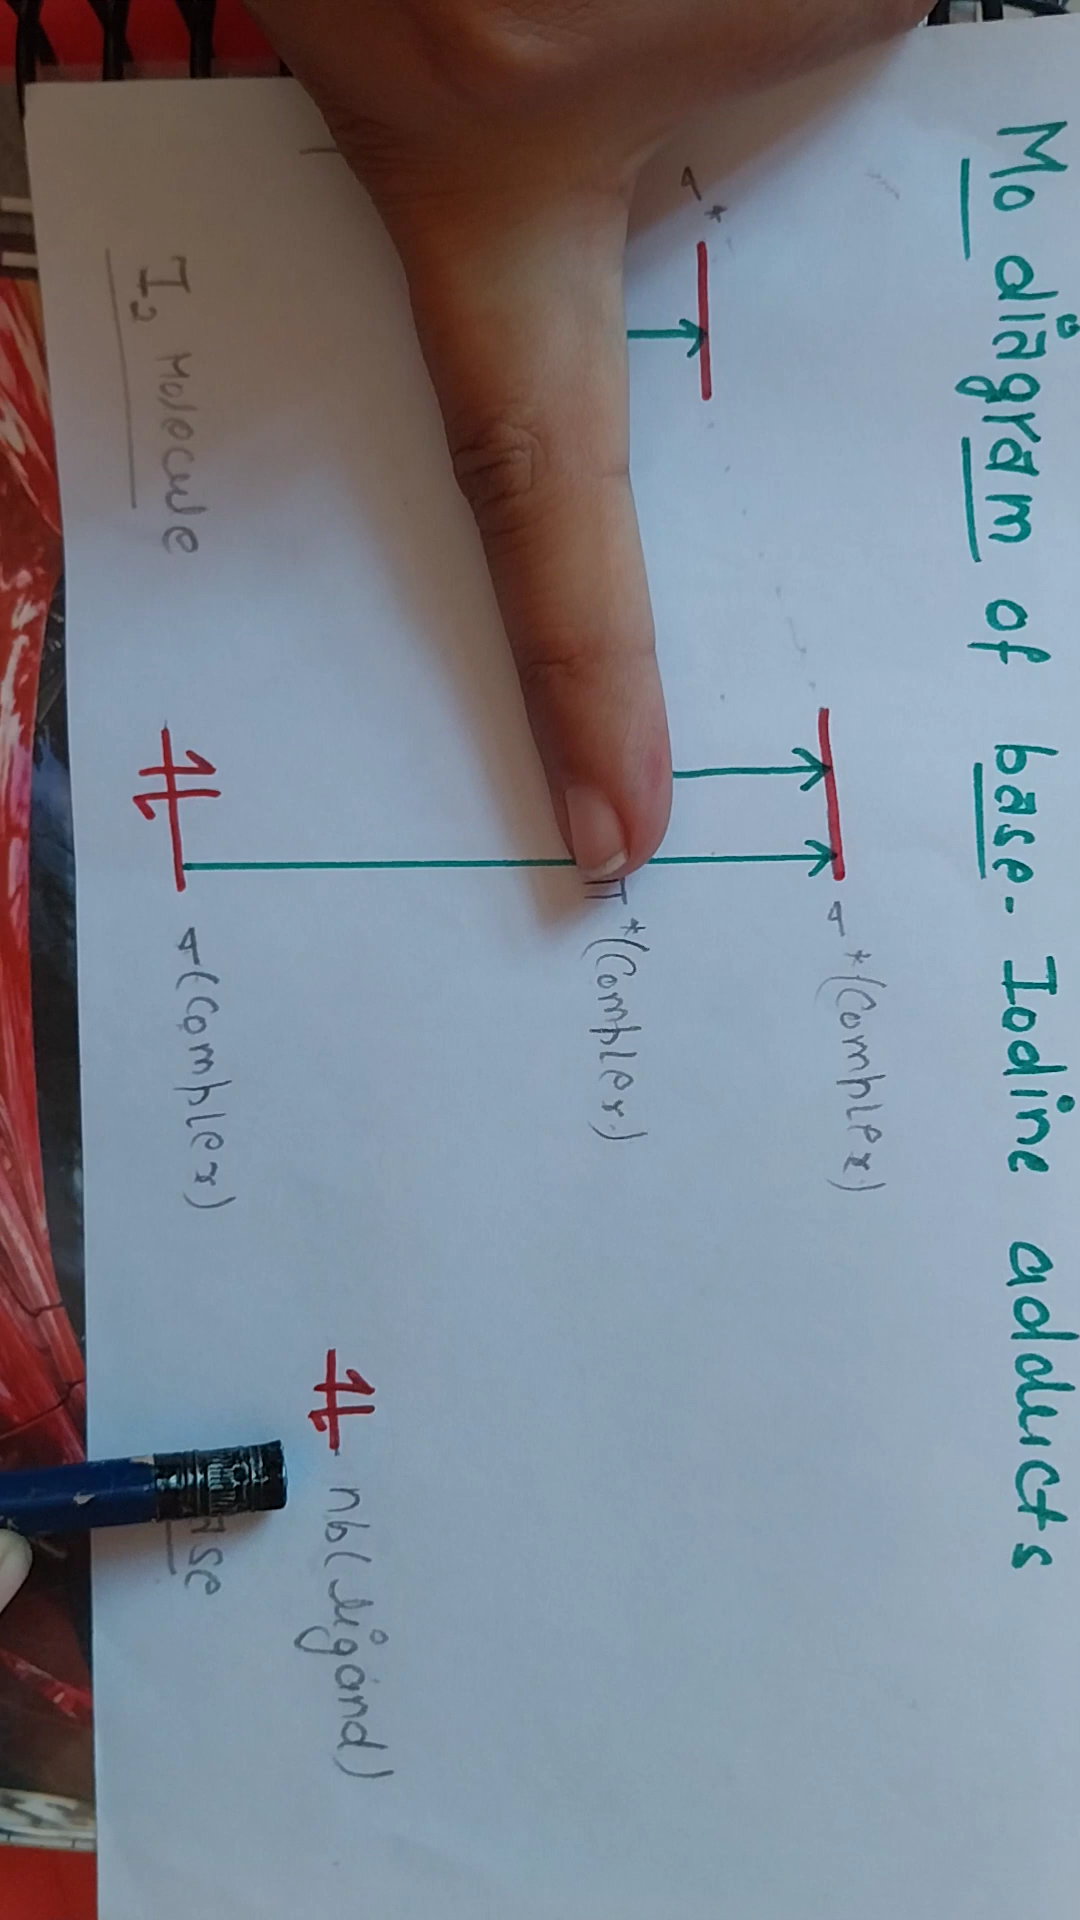 Mo diagram of base-Iodine adducts
σ*(Complex)
σ*
π*(Complex)
nb(ligand)
σ(Complex)
I2 Molecule